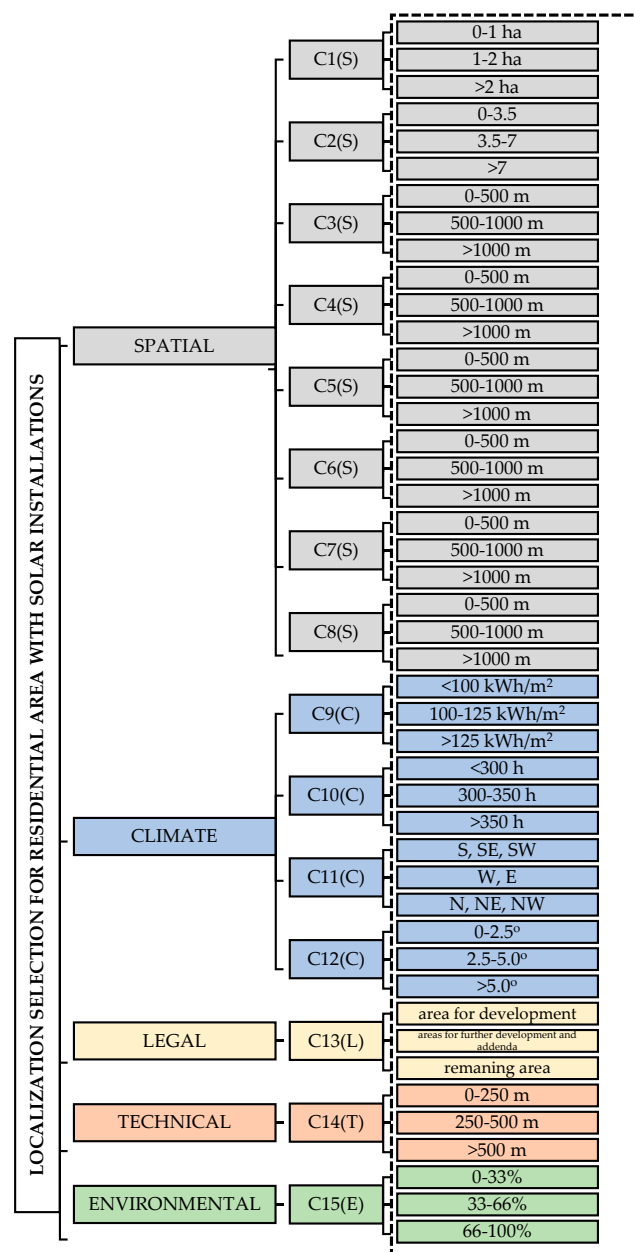 LOCALIZATION SELECTION FOR RESIDENTIAL AREA WITH SOLAR INSTALLATIONS
SPATIAL
C1(S)
0-1 ha
1-2 ha
>2 ha
C2(S)
0-3.5
3.5-7
>7
C3(S)
0-500 m
500-1000 m
>1000 m
C4(S)
0-500 m
500-1000 m
>1000 m
C5(S)
0-500 m
500-1000 m
>1000 m
C6(S)
0-500 m
500-1000 m
>1000 m
C7(S)
0-500 m
500-1000 m
>1000 m
C8(S)
0-500 m
500-1000 m
>1000 m
CLIMATE
C9(C)
<100 kWh/m²
100-125 kWh/m²
>125 kWh/m²
C10(C)
<300 h
300-350 h
>350 h
C11(C)
S, SE, SW
W, E
N, NE, NW
C12(C)
0-2.5º
2.5-5.0º
>5.0º
LEGAL
C13(L)
area for development
areas for further development and
addenda
remaning area
TECHNICAL
C14(T)
0-250 m
250-500 m
>500 m
ENVIRONMENTAL
C15(E)
0-33%
33-66%
66-100%